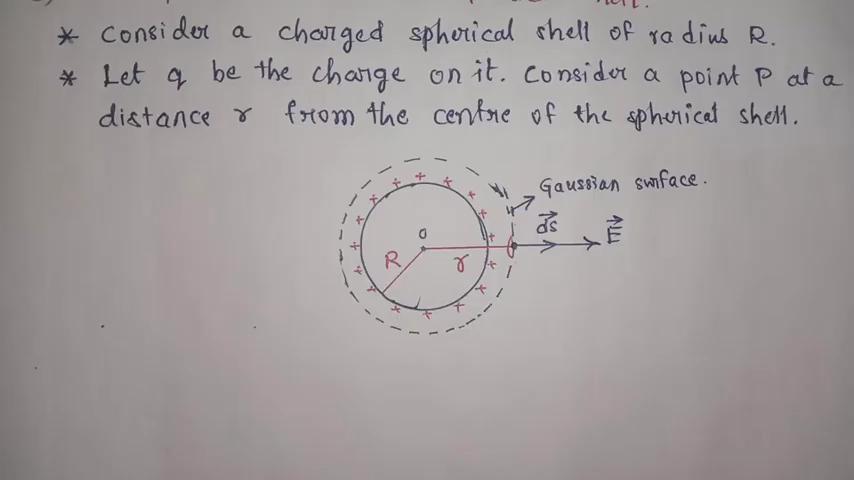 * Consider a charged spherical shell of radius R.
* Let q be the charge on it. Consider a point P at a
distance r from the centre of the spherical shell.
Gaussian surface.
ds
E
O
R
r